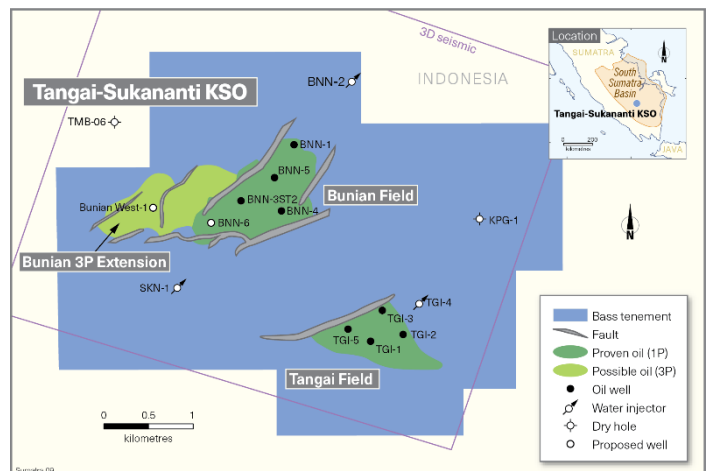 3D seismic
Location
SUMATRA
South
Sumatra
Basin
Tangai-Sukananti KSO
0 200
kilometres
JAVA
N
INDONESIA
BNN-2
Tangai-Sukananti KSO
TMB-06
BNN-1
BNN-5
Bunian Field
BNN-3ST2
BNN-4
Bunian West-1
BNN-6
KPG-1
N
Bunian 3P Extension
SKN-1
TGI-4
TGI-3
TGI-2
TGI-5
TGI-1
Tangai Field
0 0.5 1
kilometres
Bass tenement
Fault
Proven oil (1P)
Possible oil (3P)
Oil well
Water injector
Dry hole
Proposed well
Sumatra 09